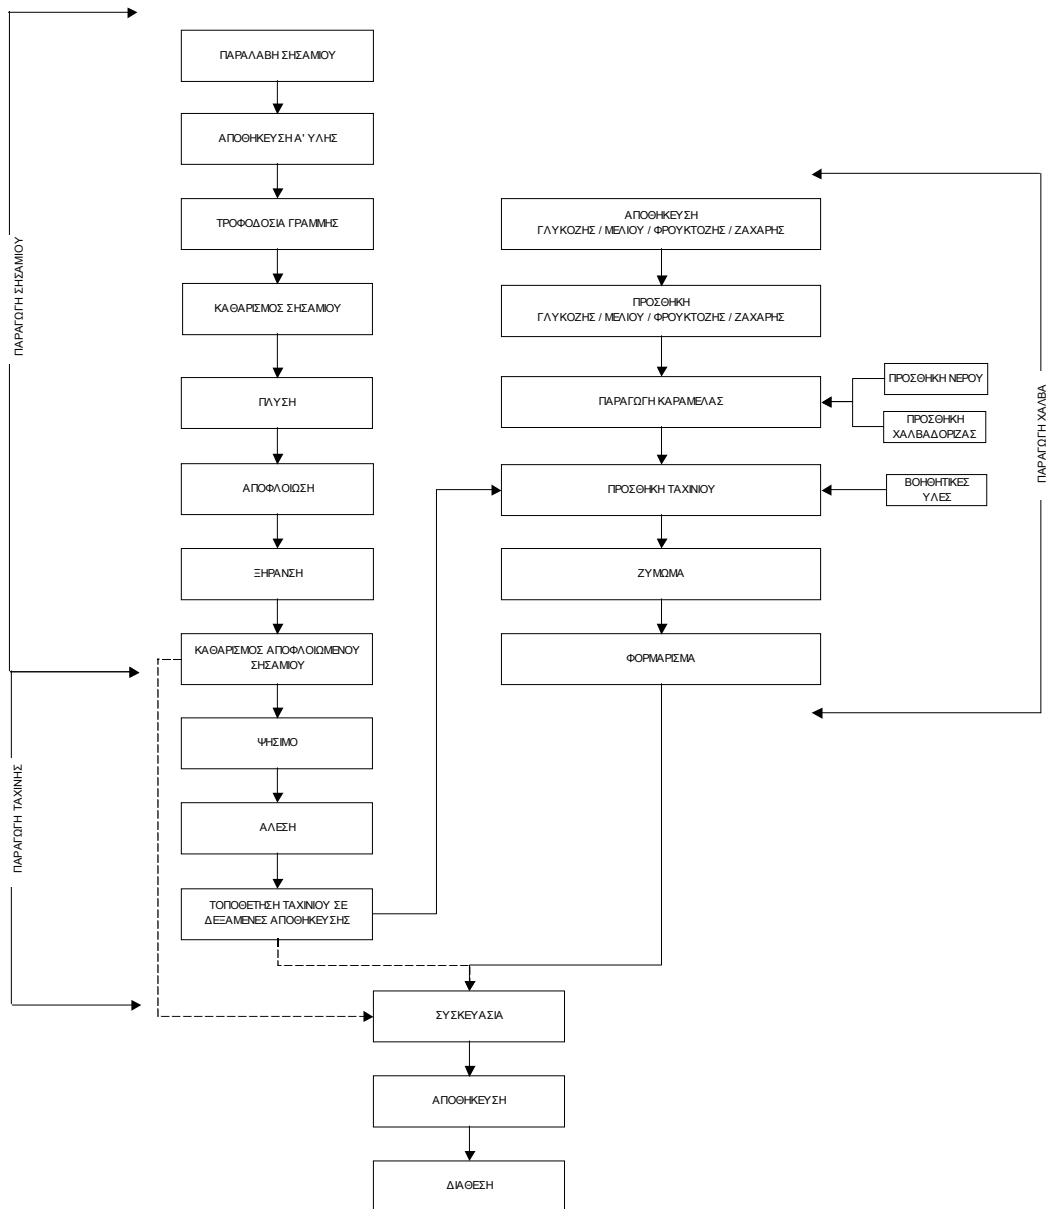 ΠΑΡΑΓΩΓΗ ΣΗΣΑΜΙΟΥ
ΠΑΡΑΓΩΓΗ ΤΑΧΙΝΗΣ
ΠΑΡΑΛΑΒΗ ΣΗΣΑΜΙΟΥ
ΑΠΟΘΗΚΕΥΣΗ Α' ΥΛΗΣ
ΤΡΟΦΟΔΟΣΙΑ ΓΡΑΜΜΗΣ
ΚΑΘΑΡΙΣΜΟΣ ΣΗΣΑΜΙΟΥ
ΠΛΥΣΗ
ΑΠΟΦΛΟΙΩΣΗ
ΞΗΡΑΝΣΗ
ΚΑΘΑΡΙΣΜΟΣ ΑΠΟΦΛΟΙΩΜΕΝΟΥ
ΣΗΣΑΜΙΟΥ
ΨΗΣΙΜΟ
ΑΛΕΣΗ
ΤΟΠΟΘΕΤΗΣΗ ΤΑΧΙΝΙΟΥ ΣΕ
ΔΕΞΑΜΕΝΕΣ ΑΠΟΘΗΚΕΥΣΗΣ
ΑΠΟΘΗΚΕΥΣΗ
ΓΛΥΚΟΖΗΣ / ΜΕΛΙΟΥ / ΦΡΟΥΚΤΟΖΗΣ / ΖΑΧΑΡΗΣ
ΠΡΟΣΘΗΚΗ
ΓΛΥΚΟΖΗΣ / ΜΕΛΙΟΥ / ΦΡΟΥΚΤΟΖΗΣ / ΖΑΧΑΡΗΣ
ΠΑΡΑΓΩΓΗ ΚΑΡΑΜΕΛΑΣ
ΠΡΟΣΘΗΚΗ ΝΕΡΟΥ
ΠΡΟΣΘΗΚΗ
ΧΑΛΒΑΔΟΡΙΖΑΣ
ΠΡΟΣΘΗΚΗ ΤΑΧΙΝΙΟΥ
ΒΟΗΘΗΤΙΚΕΣ
ΥΛΕΣ
ΖΥΜΩΜΑ
ΦΟΡΜΑΡΙΣΜΑ
ΠΑΡΑΓΩΓΗ ΧΑΛΒΑ
ΣΥΣΚΕΥΑΣΙΑ
ΑΠΟΘΗΚΕΥΣΗ
ΔΙΑΘΕΣΗ